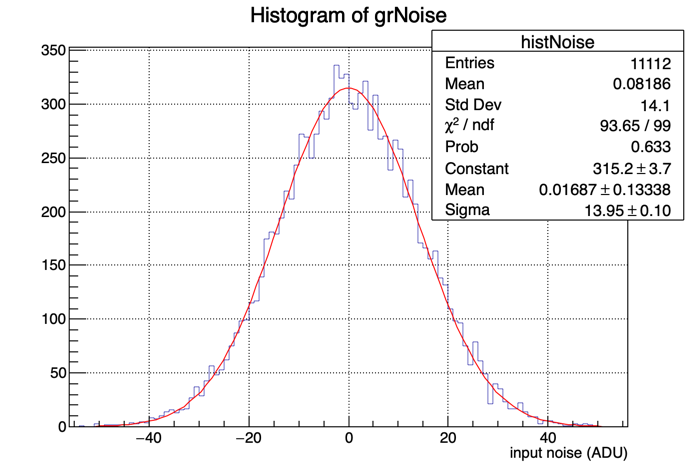 Histogram of grNoise
histNoise
Entries 11112
Mean 0.08186
Std Dev 14.1
χ² / ndf 93.65 / 99
Prob 0.633
Constant 315.2 ± 3.7
Mean 0.01687 ± 0.13338
Sigma 13.95 ± 0.10
350
300
250
200
150
100
50
0
−40 −20 0 20 40
input noise (ADU)